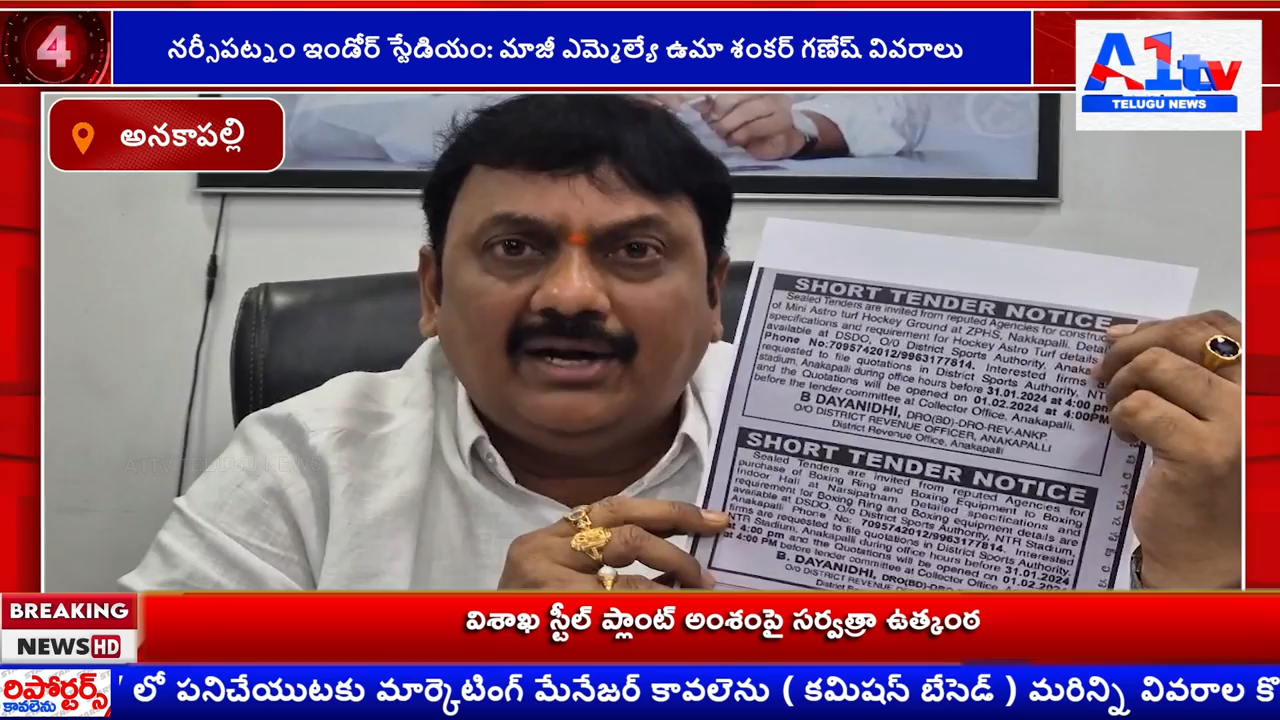 4
నర్సీపట్నం ఇండోర్ స్టేడియం: మాజీ ఎమ్మెల్యే ఉమా శంకర్ గణేష్ వివరాలు
A1tv
TELUGU NEWS
అనకాపల్లి
SHORT TENDER NOTICE
Sealed Tenders are invited from reputed Agencies for construc
of Mini Astro turf Hockey Ground at ZPHS, Nakkapalli. Detai
specifications and requirement for Hockey Astro Turf details
available at DSDO, O/o District Sports Authority, Anaka
Phone No:7095742012/9963177814. Interested firms
requested to file quotations in District Sports Authority, NT
stadium, Anakapalli during office hours before 31.01.2024 at 4:00 pm
and the Quotations will be opened on 01.02.2024 at 4:00PM
before the tender committee at Collector Office, Anakapalli.
B DAYANIDHI, DRO(BD)-DRO-REV-ANKP
O/O DISTRICT REVENUE OFFICER, ANAKAPALLI
District Revenue Office, Anakapalli
SHORT TENDER NOTICE
Sealed Tenders are invited from reputed Agencies for
purchase of Boxing Ring and Boxing Equipment to Boxing
Indoor Hall at Narsipatnam. Detailed specifications and
requirement for Boxing Ring and Boxing equipment details are
available at DSDO, O/o District Sports Authority, NTR Stadium,
Anakapalli Phone No: 7095742012/9963177814. Interested
firms are requested to file quotations in District Sports Authority,
NTR Stadium, Anakapalli during office hours before 31.01.2024
at 4:00 pm and the Quotations will be opened on 01.02.2024
at 4:00 PM before tender committee at Collector Office, Anakapalli.
B. DAYANIDHI, DRO(BD)-DRO-REV
O/O DISTRICT REVENUE OFFI
District
A1TV TELUGU NEWS
BREAKING
NEWS HD
విశాఖ స్టీల్ ప్లాంట్ అంశంపై సర్వత్రా ఉత్కంఠ
రిపోర్టర్స్
కావలెను
లో పనిచేయుటకు మార్కెటింగ్ మేనేజర్ కావలెను ( కమిషన్ బేసెడ్ ) మరిన్ని వివరాల కొ